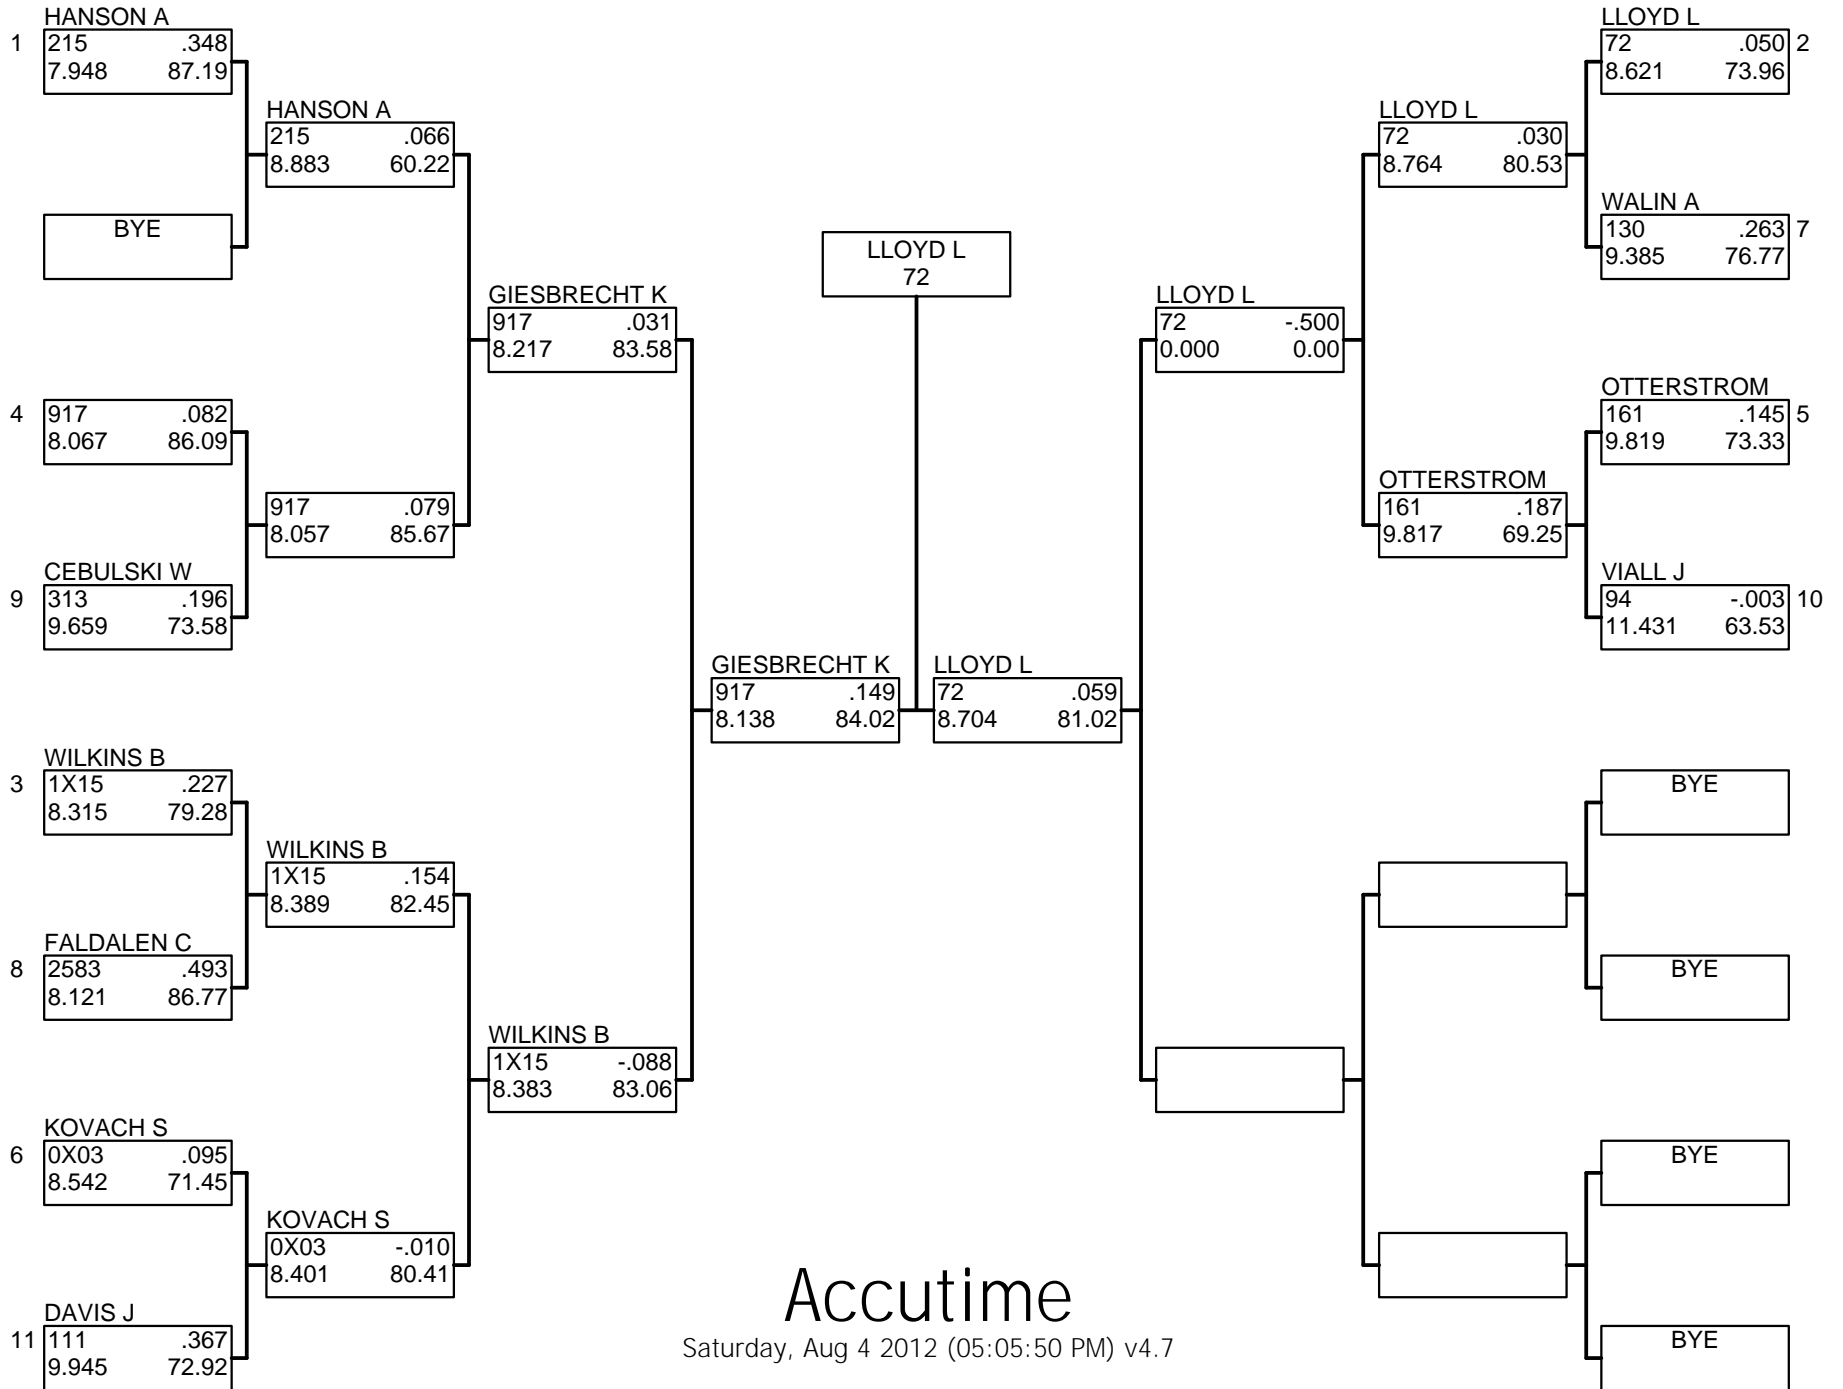 HANSON A
1
215 .348
7.948 87.19
BYE
4
917 .082
8.067 86.09
CEBULSKI W
9
313 .196
9.659 73.58
WILKINS B
3
1X15 .227
8.315 79.28
FALDALEN C
8
2583 .493
8.121 86.77
KOVACH S
6
0X03 .095
8.542 71.45
DAVIS J
11
111 .367
9.945 72.92
HANSON A
215 .066
8.883 60.22
917 .079
8.057 85.67
WILKINS B
1X15 .154
8.389 82.45
KOVACH S
0X03 -.010
8.401 80.41
GIESBRECHT K
917 .031
8.217 83.58
WILKINS B
1X15 -.088
8.383 83.06
GIESBRECHT K
917 .149
8.138 84.02
LLOYD L
72
LLOYD L
72 .059
8.704 81.02
LLOYD L
72 -.500
0.000 0.00
LLOYD L
72 .030
8.764 80.53
OTTERSTROM
161 .187
9.817 69.25
LLOYD L
72 .050 2
8.621 73.96
WALIN A
130 .263 7
9.385 76.77
OTTERSTROM
161 .145 5
9.819 73.33
VIALL J
94 -.003 10
11.431 63.53
BYE
BYE
BYE
BYE
Accutime
Saturday, Aug 4 2012 (05:05:50 PM) v4.7